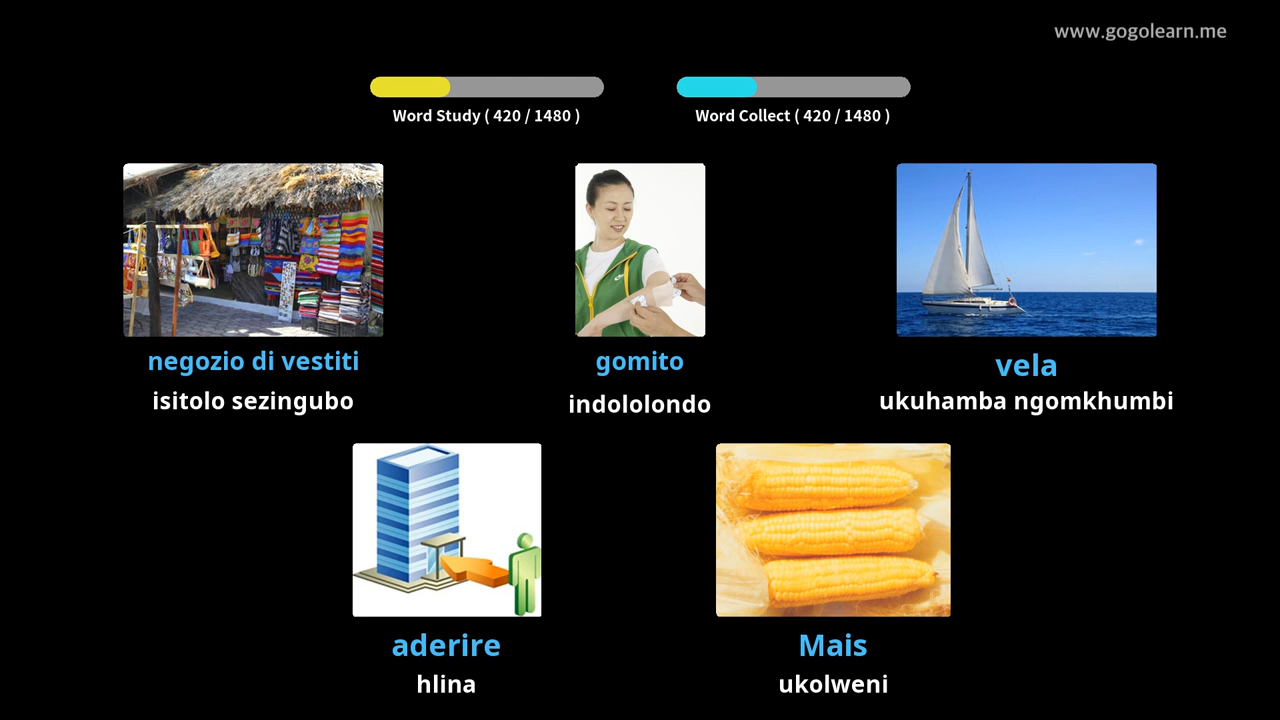 www.gogolearn.me
Word Study ( 420 / 1480 )
Word Collect ( 420 / 1480 )
negozio di vestiti
isitolo sezingubo
gomito
indololondo
vela
ukuhamba ngomkhumbi
aderire
hlina
Mais
ukolweni